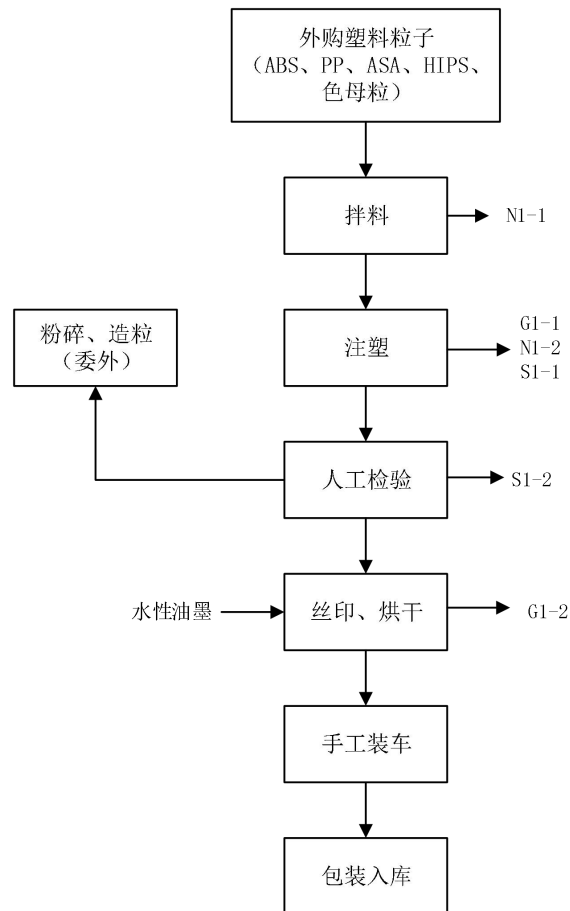 外购塑料粒子
（ABS、PP、ASA、HIPS、
色母粒）
拌料
N1-1
粉碎、造粒
（委外）
注塑
G1-1
N1-2
S1-1
人工检验
S1-2
水性油墨
丝印、烘干
G1-2
手工装车
包装入库